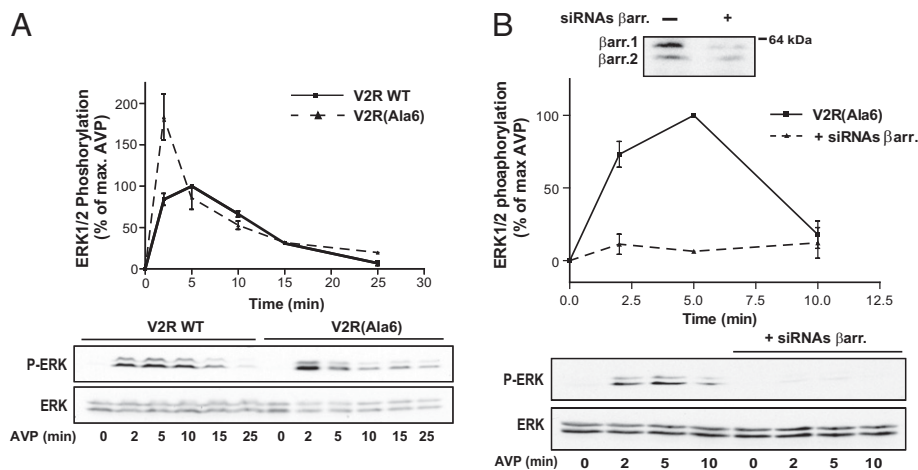 A
ERK1/2 Phoshorylation
(% of max. AVP)
200
150
100
50
0
V2R WT
V2R(Ala6)
0 5 10 15 20 25 30
Time (min)
V2R WT V2R(Ala6)
P-ERK
ERK
AVP (min) 0 2 5 10 15 25 0 2 5 10 15 25
B
siRNAs βarr. – +
βarr.1
βarr.2
64 kDa
ERK1/2 phoaphorylation
(% of max AVP)
100
50
0
V2R(Ala6)
+ siRNAs βarr.
0.0 2.5 5.0 7.5 10.0 12.5
Time (min)
+ siRNAs βarr.
P-ERK
ERK
AVP (min) 0 2 5 10 0 2 5 10